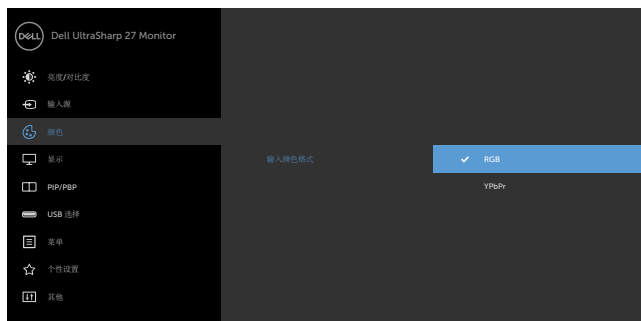 DELL Dell UltraSharp 27 Monitor
亮度/对比度
输入源
颜色
显示
输入颜色格式
RGB
PIP/PBP
YPbPr
USB 选择
菜单
个性设置
其他